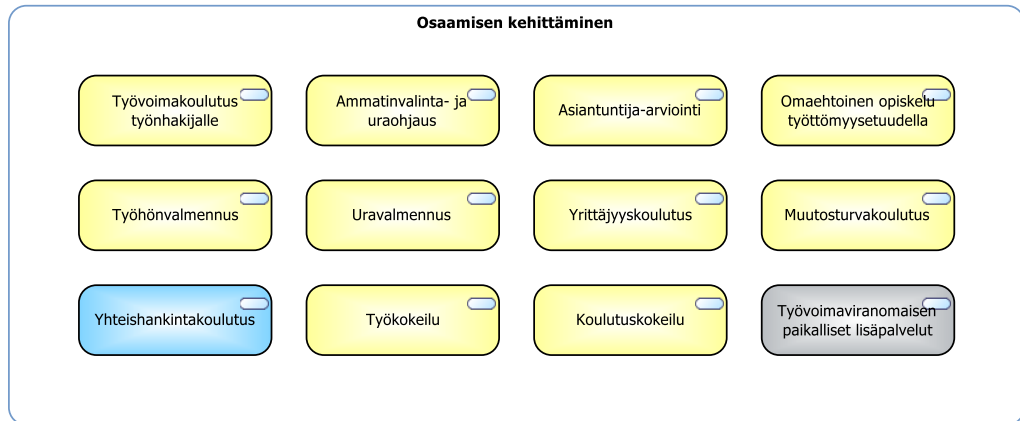 Osaamisen kehittäminen
Työvoimakoulutus
työnhakijalle
Ammatinvalinta- ja
uraohjaus
Asiantuntija-arviointi
Omaehtoinen opiskelu
työttömyysetuudella
Työhönvalmennus
Uravalmennus
Yrittäjyyskoulutus
Muutosturvakoulutus
Yhteishankintakoulutus
Työkokeilu
Koulutuskokeilu
Työvoimaviranomaisen
paikalliset lisäpalvelut